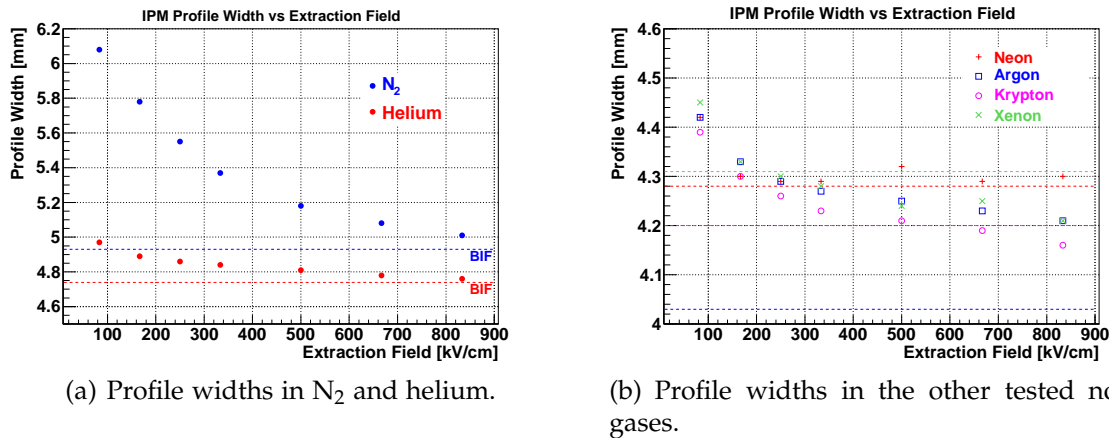 IPM Profile Width vs Extraction Field
Profile Width [mm]
6.2
6
5.8
5.6
5.4
5.2
5
4.8
4.6
N2
Helium
BIF
BIF
100 200 300 400 500 600 700 800 900
Extraction Field [kV/cm]
(a) Profile widths in N2 and helium.
IPM Profile Width vs Extraction Field
Profile Width [mm]
4.6
4.5
4.4
4.3
4.2
4.1
4
Neon
Argon
Krypton
Xenon
100 200 300 400 500 600 700 800 900
Extraction Field [kV/cm]
(b) Profile widths in the other tested
gases.